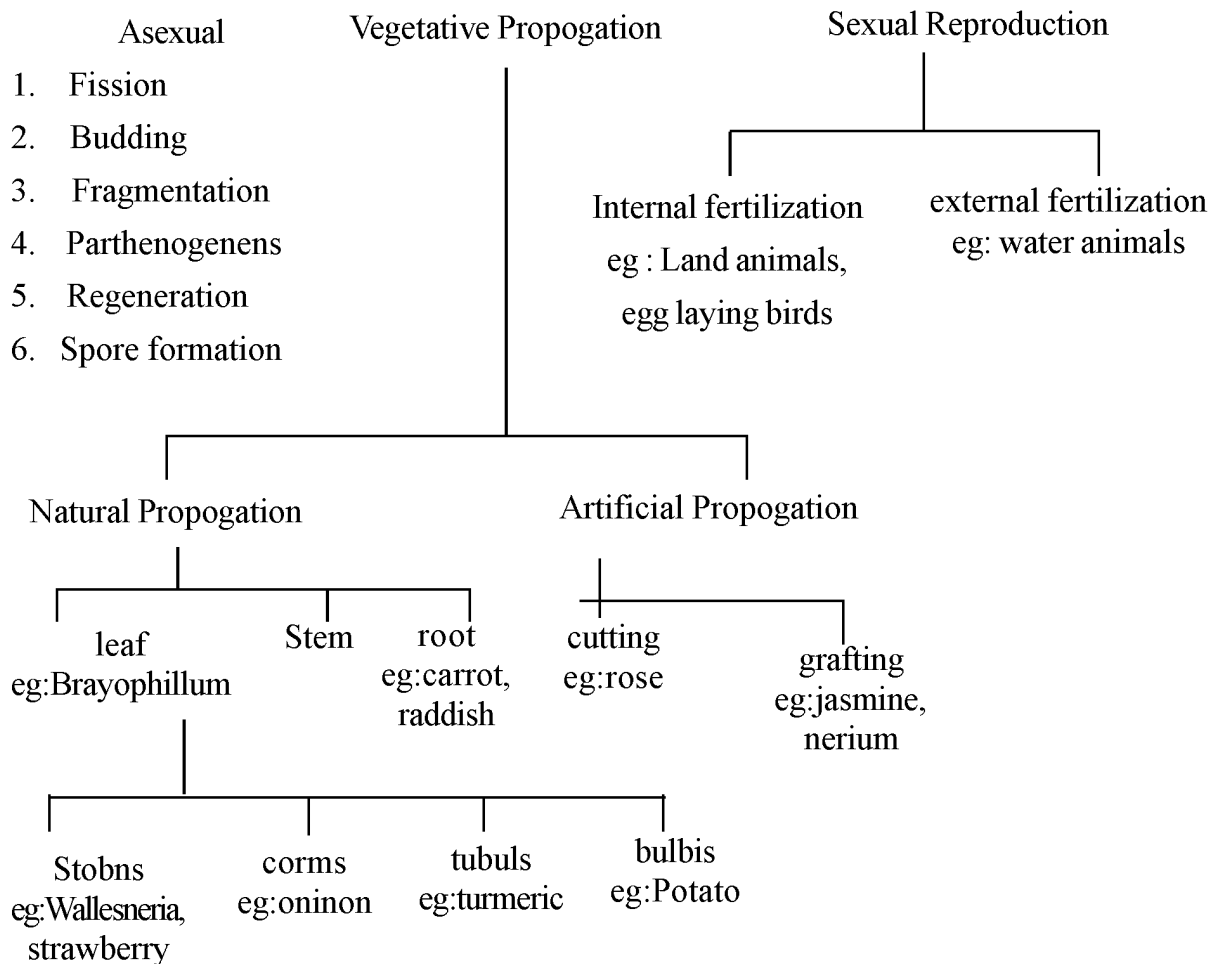 Asexual
1. Fission
2. Budding
3. Fragmentation
4. Parthenogenens
5. Regeneration
6. Spore formation
Vegetative Propogation
Sexual Reproduction
Internal fertilization
eg : Land animals,
egg laying birds
external fertilization
eg: water animals
Natural Propogation
Artificial Propogation
leaf
eg:Brayophillum
Stem
root
eg:carrot,
raddish
cutting
eg:rose
grafting
eg:jasmine,
nerium
Stobns
eg:Wallesneria,
strawberry
corms
eg:oninon
tubuls
eg:turmeric
bulbis
eg:Potato